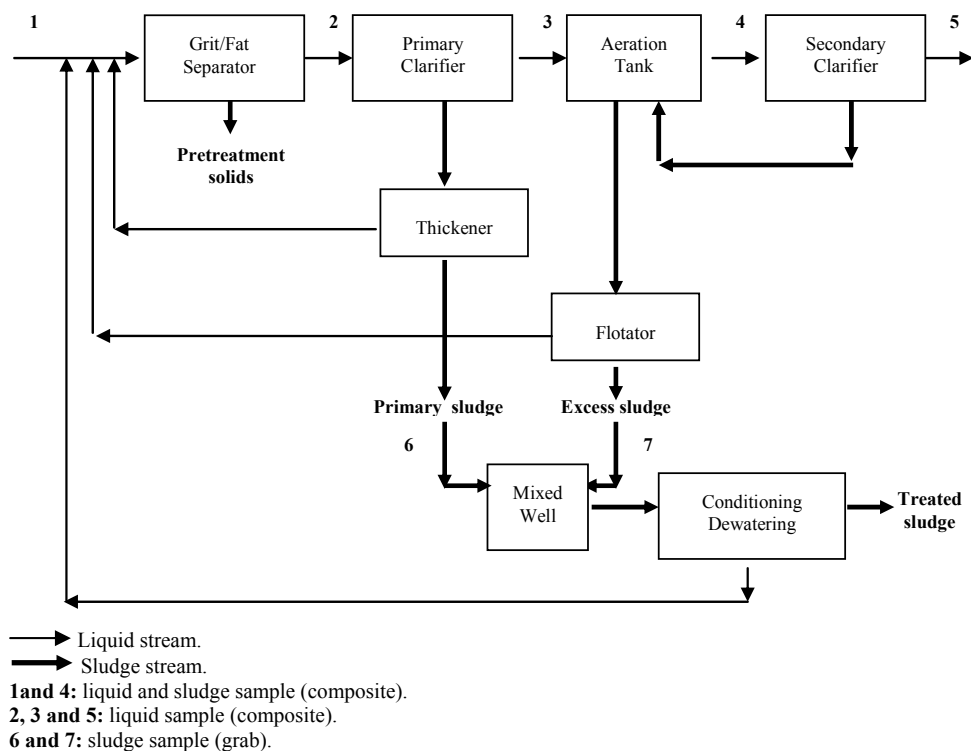 1
2
3
4
5
Grit/Fat
Separator
Primary
Clarifier
Aeration
Tank
Secondary
Clarifier
Pretreatment
solids
Thickener
Flotator
Primary sludge
Excess sludge
6
7
Mixed
Well
Conditioning
Dewatering
Treated
sludge
Liquid stream.
Sludge stream.
1and 4: liquid and sludge sample (composite).
2, 3 and 5: liquid sample (composite).
6 and 7: sludge sample (grab).